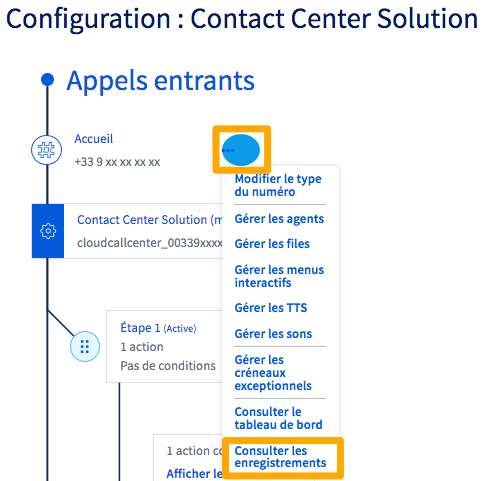 Configuration : Contact Center Solution
Appels entrants
Accueil
+33 9 xx xx xx xx
Modifier le type
du numéro
Contact Center Solution (m
cloudcallcenter_00339xxxx
Gérer les agents
Gérer les files
Gérer les menus
interactifs
Gérer les TTS
Gérer les sons
Étape 1 (Active)
1 action
Pas de conditions
Gérer les
créneaux
exceptionnels
Consulter le
tableau de bord
1 action co
Afficher le
Consulter les
enregistrements